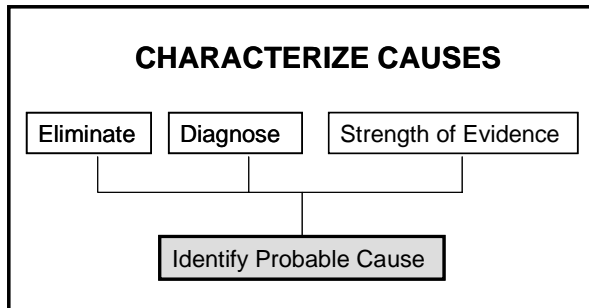 CHARACTERIZE CAUSES
Eliminate
Diagnose
Strength of Evidence
Identify Probable Cause